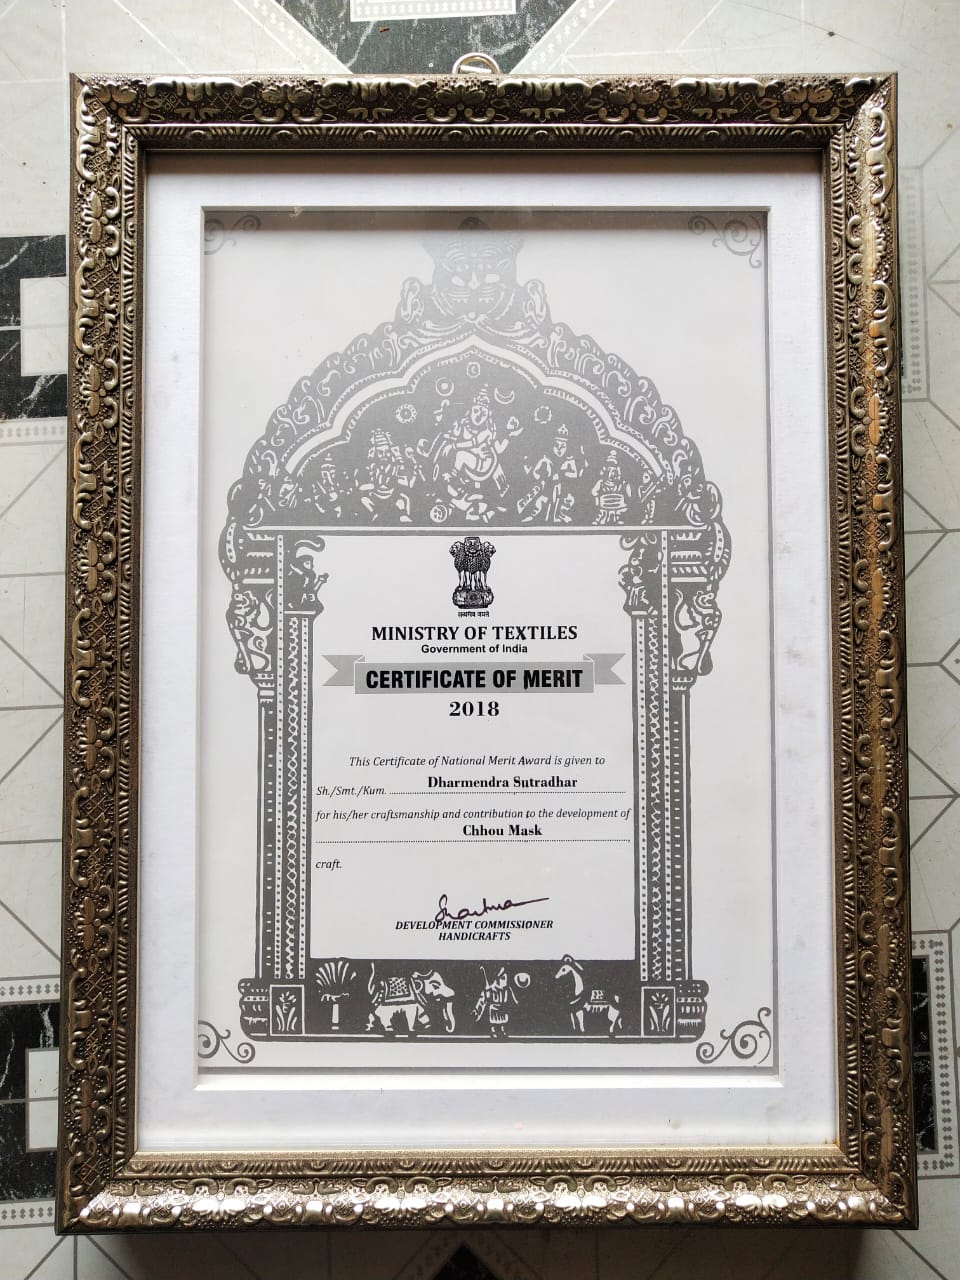 सत्यमेव जयते
MINISTRY OF TEXTILES
Government of India
CERTIFICATE OF MERIT
2018
This Certificate of National Merit Award is given to
Sh./Smt./Kum. Dharmendra Sutradhar
for his/her craftsmanship and contribution to the development of
Chhou Mask
craft.
DEVELOPMENT COMMISSIONER
HANDICRAFTS